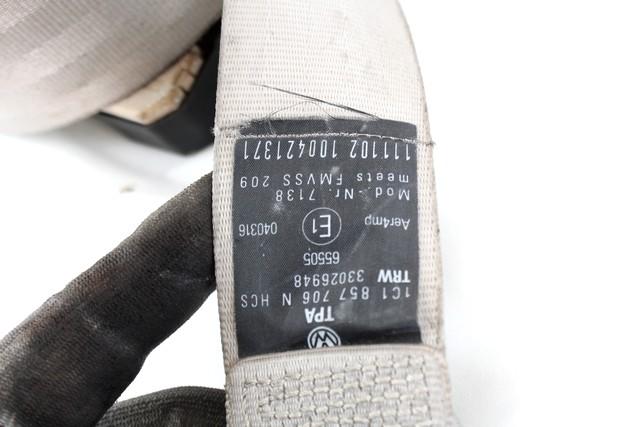 TPA
1C1 857 706 N HCS
TRW 33026948
65505
Aer4mp E1 040316
Mod.-Nr. 7138
meets FMVSS 209
111102 100421371